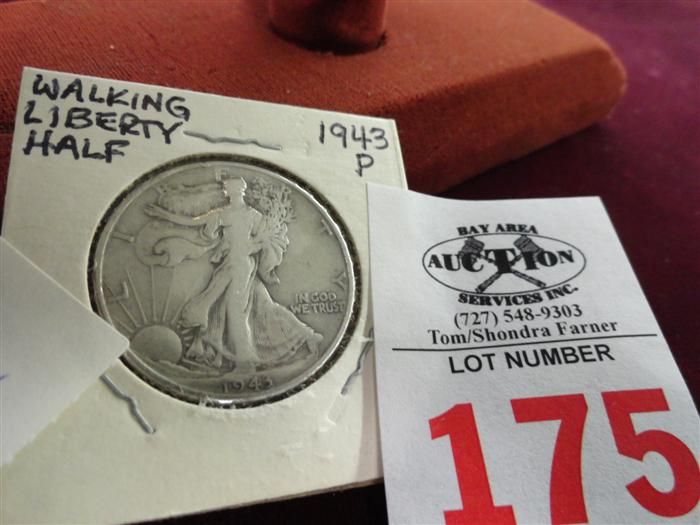 WALKING
LIBERTY
HALF
1943
P
LIBERTY
IN GOD
WE TRUST
1943
BAY AREA
AUCTION
SERVICES INC.
(727) 548-9303
Tom/Shondra Farner
LOT NUMBER
175